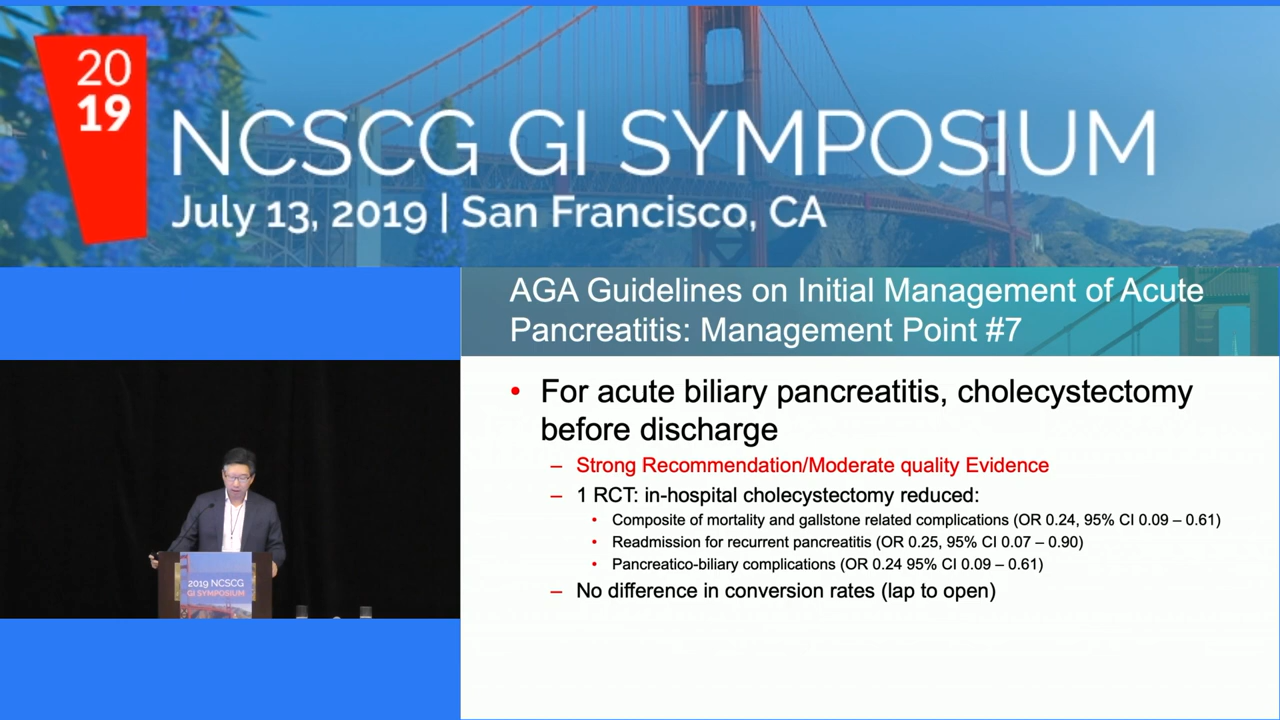 20
19
NCSCG GI SYMPOSIUM
July 13, 2019 | San Francisco, CA
AGA Guidelines on Initial Management of Acute
Pancreatitis: Management Point #7
• For acute biliary pancreatitis, cholecystectomy
before discharge
– Strong Recommendation/Moderate quality Evidence
– 1 RCT: in-hospital cholecystectomy reduced:
• Composite of mortality and gallstone related complications (OR 0.24, 95% CI 0.09 – 0.61)
• Readmission for recurrent pancreatitis (OR 0.25, 95% CI 0.07 – 0.90)
• Pancreatico-biliary complications (OR 0.24 95% CI 0.09 – 0.61)
– No difference in conversion rates (lap to open)
2019 NCSCG
GI SYMPOSIUM